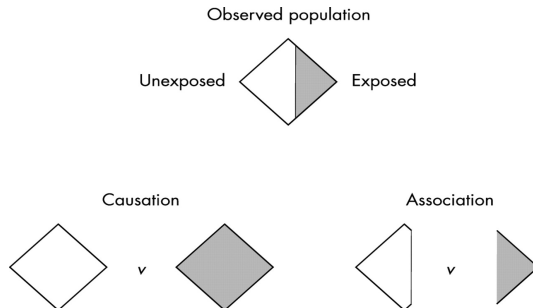 Observed population
Unexposed
Exposed
Causation
Association
v
v